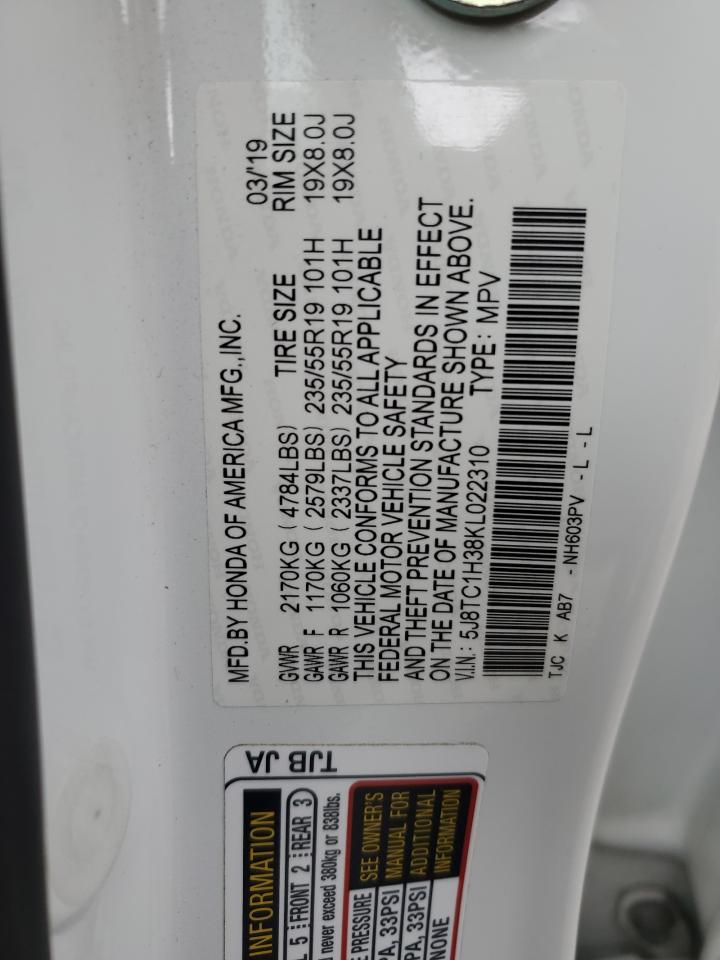 MFD.BY HONDA OF AMERICA MFG.,INC. 03/'19
GVWR 2170KG ( 4784LBS) TIRE SIZE RIM SIZE
GAWR F 1170KG ( 2579LBS) 235/55R19 101H 19X8.0J
GAWR R 1060KG ( 2337LBS) 235/55R19 101H 19X8.0J
THIS VEHICLE CONFORMS TO ALL APPLICABLE
FEDERAL MOTOR VEHICLE SAFETY
AND THEFT PREVENTION STANDARDS IN EFFECT
ON THE DATE OF MANUFACTURE SHOWN ABOVE.
V.I.N.: 5J8TC1H38KL022310 TYPE: MPV
TJC K AB7 - NH603PV - L - L
TJB JA
INFORMATION
5 FRONT 2 REAR 3
never exceed 380kg or 838lbs.
PRESSURE
33PSI
33PSI
NONE
SEE OWNER'S
MANUAL FOR
ADDITIONAL
INFORMATION